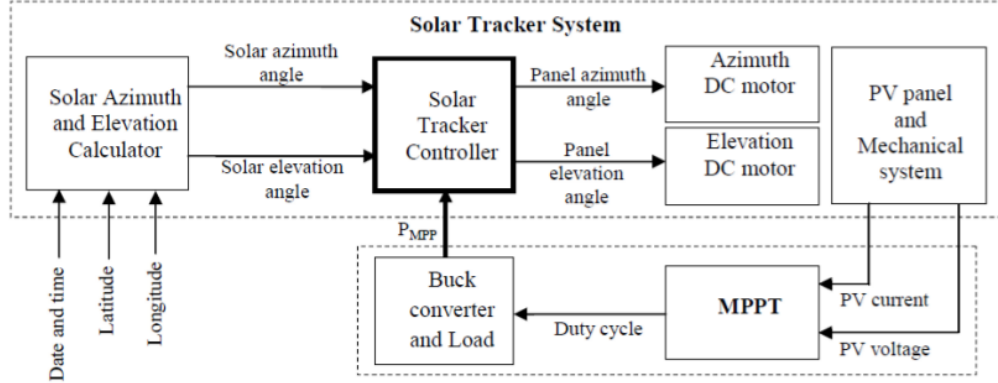 Solar Tracker System
Solar Azimuth
and Elevation
Calculator
Solar azimuth
angle
Solar elevation
angle
Solar
Tracker
Controller
Panel azimuth
angle
Panel
elevation
angle
Azimuth
DC motor
Elevation
DC motor
PV panel
and
Mechanical
system
Date and time
Latitude
Longitude
PMPP
Buck
converter
and Load
Duty cycle
MPPT
PV current
PV voltage